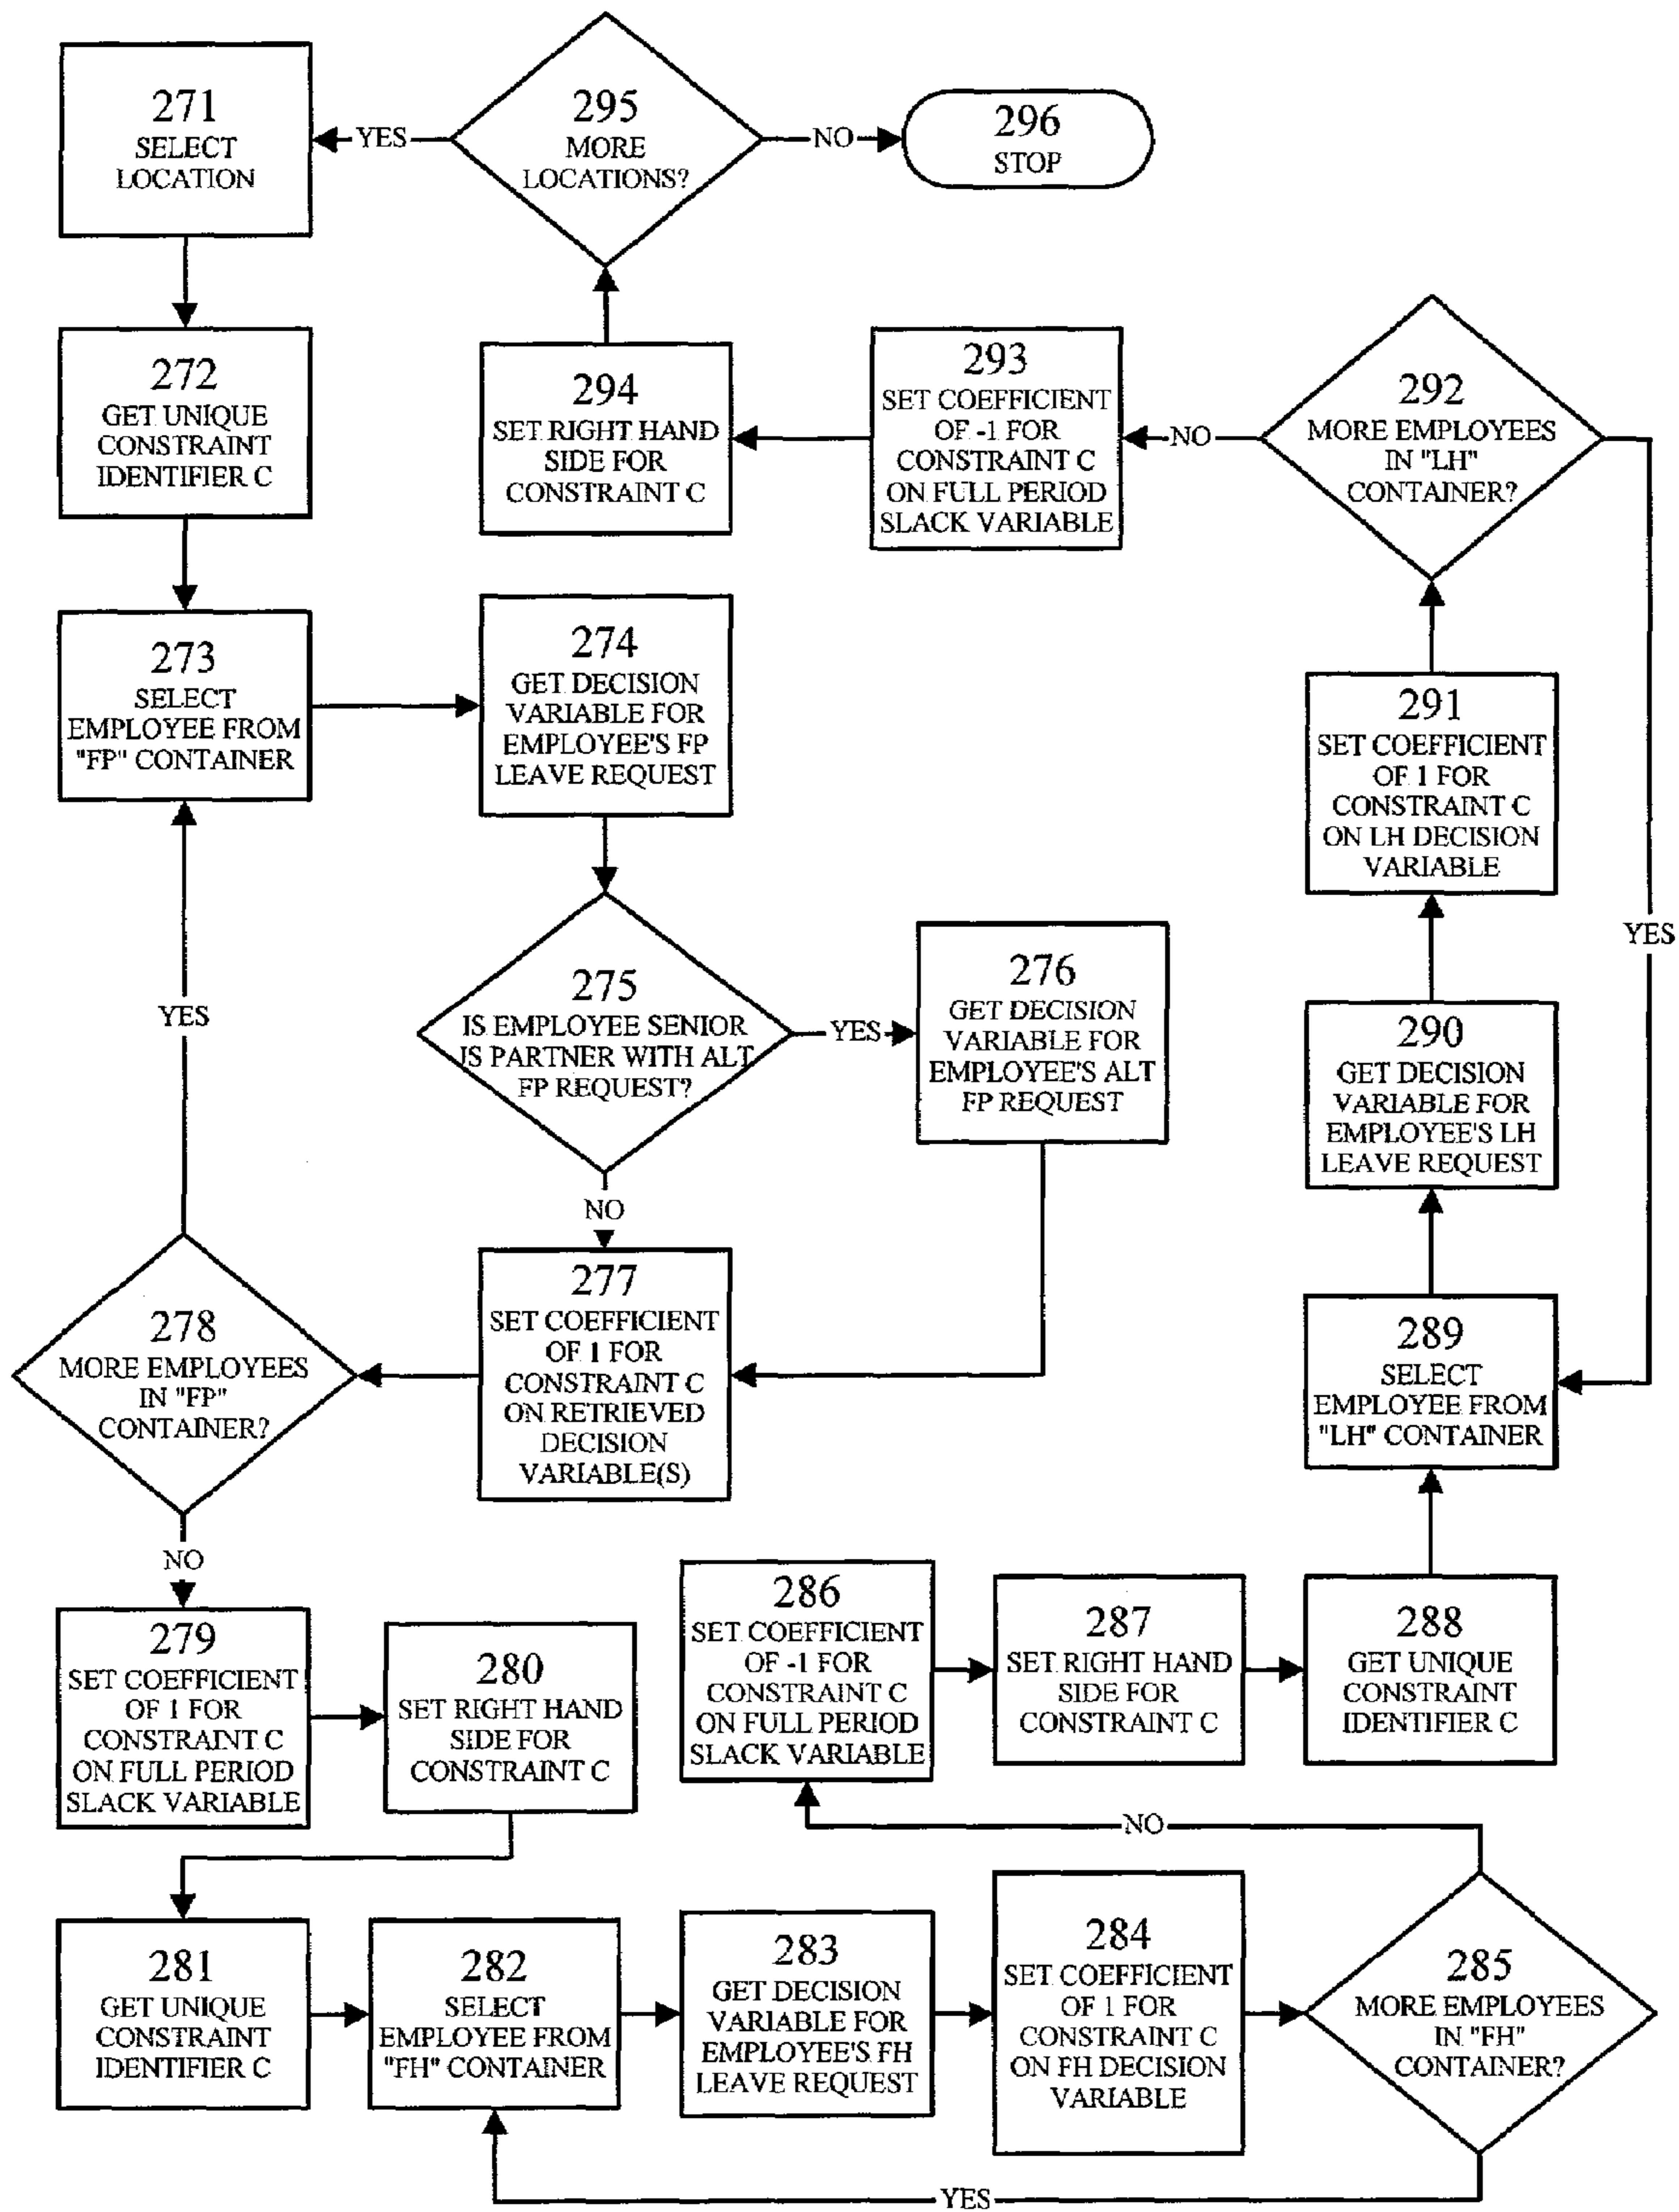 271
SELECT
LOCATION
YES
295
MORE
LOCATIONS?
NO
296
STOP
272
GET UNIQUE
CONSTRAINT
IDENTIFIER C
294
SET RIGHT HAND
SIDE FOR
CONSTRAINT C
293
SET COEFFICIENT
OF -1 FOR
CONSTRAINT C
ON FULL PERIOD
SLACK VARIABLE
NO
292
MORE EMPLOYEES
IN "LH"
CONTAINER?
YES
273
SELECT
EMPLOYEE FROM
"FP" CONTAINER
274
GET DECISION
VARIABLE FOR
EMPLOYEE'S FP
LEAVE REQUEST
291
SET COEFFICIENT
OF 1 FOR
CONSTRAINT C
ON LH DECISION
VARIABLE
275
IS EMPLOYEE SENIOR
JS PARTNER WITH ALT
FP REQUEST?
YES
276
GET DECISION
VARIABLE FOR
EMPLOYEE'S ALT
FP REQUEST
290
GET DECISION
VARIABLE FOR
EMPLOYEE'S LH
LEAVE REQUEST
YES
NO
278
MORE EMPLOYEES
IN "FP"
CONTAINER?
277
SET COEFFICIENT
OF 1 FOR
CONSTRAINT C
ON RETRIEVED
DECISION
VARIABLE(S)
289
SELECT
EMPLOYEE FROM
"LH" CONTAINER
NO
279
SET COEFFICIENT
OF 1 FOR
CONSTRAINT C
ON FULL PERIOD
SLACK VARIABLE
280
SET RIGHT HAND
SIDE FOR
CONSTRAINT C
286
SET COEFFICIENT
OF -1 FOR
CONSTRAINT C
ON FULL PERIOD
SLACK VARIABLE
287
SET RIGHT HAND
SIDE FOR
CONSTRAINT C
288
GET UNIQUE
CONSTRAINT
IDENTIFIER C
NO
281
GET UNIQUE
CONSTRAINT
IDENTIFIER C
282
SELECT
EMPLOYEE FROM
"FH" CONTAINER
283
GET DECISION
VARIABLE FOR
EMPLOYEE'S FH
LEAVE REQUEST
284
SET COEFFICIENT
OF 1 FOR
CONSTRAINT C
ON FH DECISION
VARIABLE
285
MORE EMPLOYEES
IN "FH"
CONTAINER?
YES